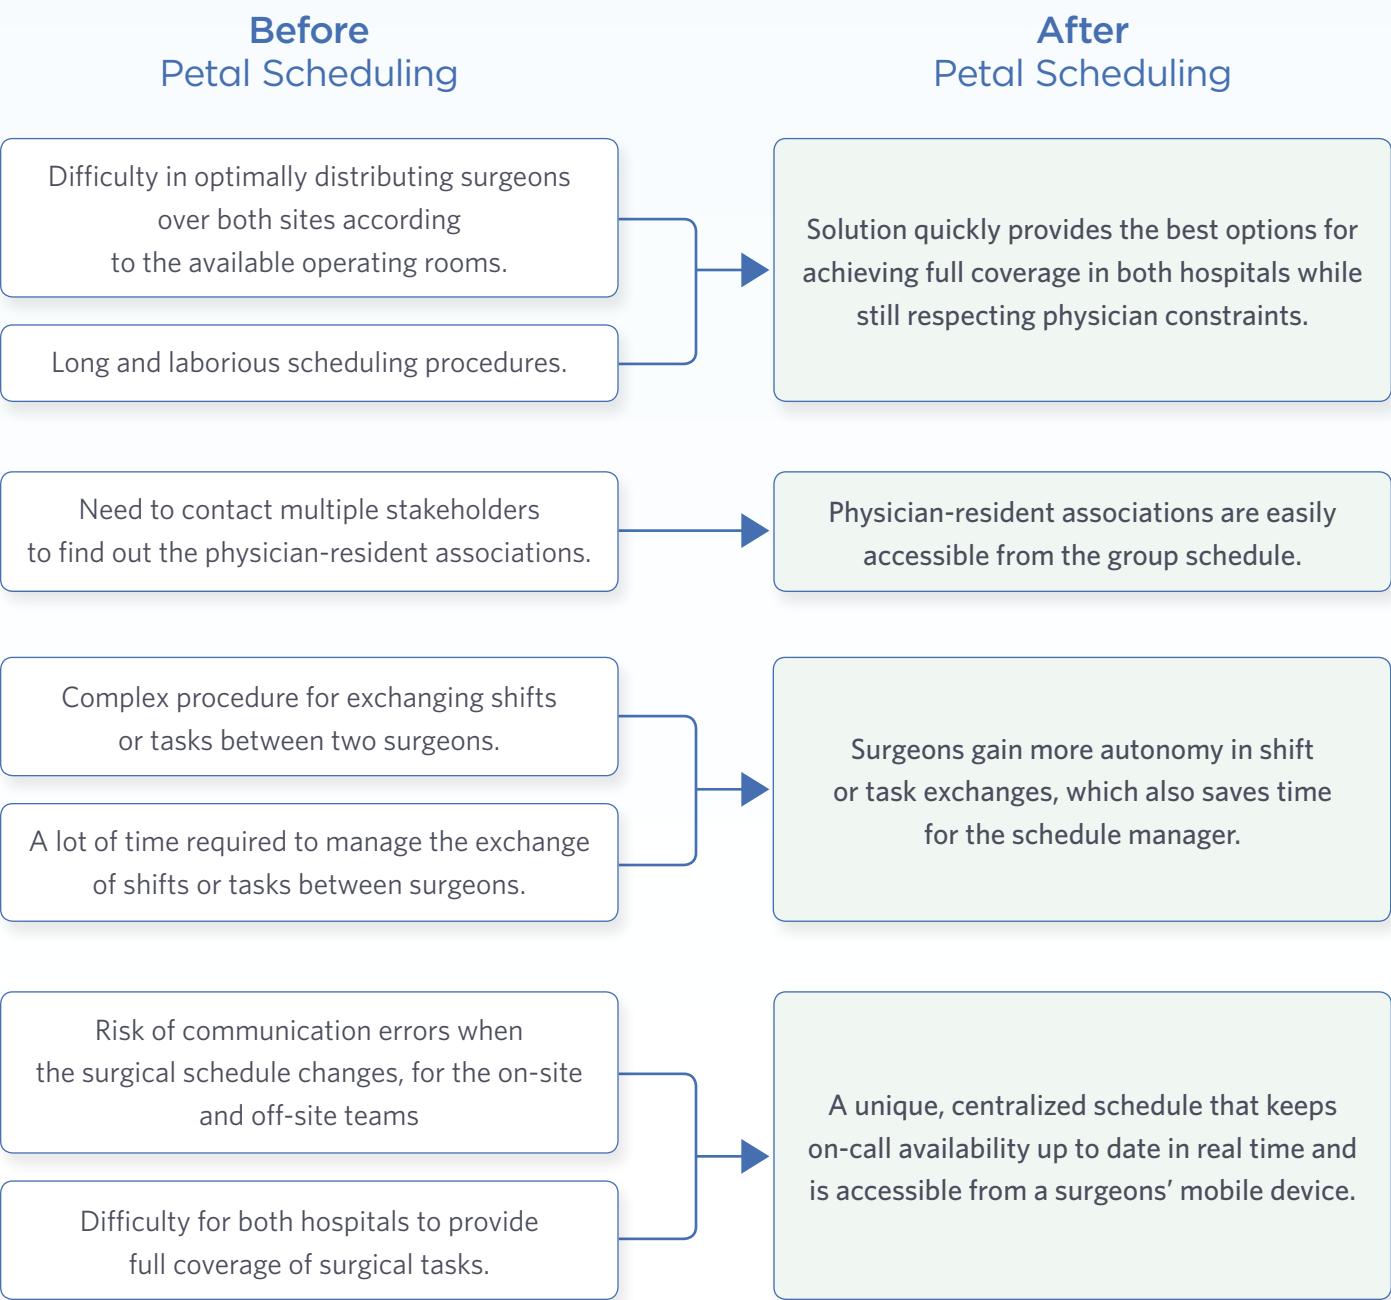 Before
Petal Scheduling
After
Petal Scheduling
Difficulty in optimally distributing surgeons
over both sites according
to the available operating rooms.
Long and laborious scheduling procedures.
Solution quickly provides the best options for
achieving full coverage in both hospitals while
still respecting physician constraints.
Need to contact multiple stakeholders
to find out the physician-resident associations.
Physician-resident associations are easily
accessible from the group schedule.
Complex procedure for exchanging shifts
or tasks between two surgeons.
A lot of time required to manage the exchange
of shifts or tasks between surgeons.
Surgeons gain more autonomy in shift
or task exchanges, which also saves time
for the schedule manager.
Risk of communication errors when
the surgical schedule changes, for the on-site
and off-site teams
Difficulty for both hospitals to provide
full coverage of surgical tasks.
A unique, centralized schedule that keeps
on-call availability up to date in real time and
is accessible from a surgeons’ mobile device.